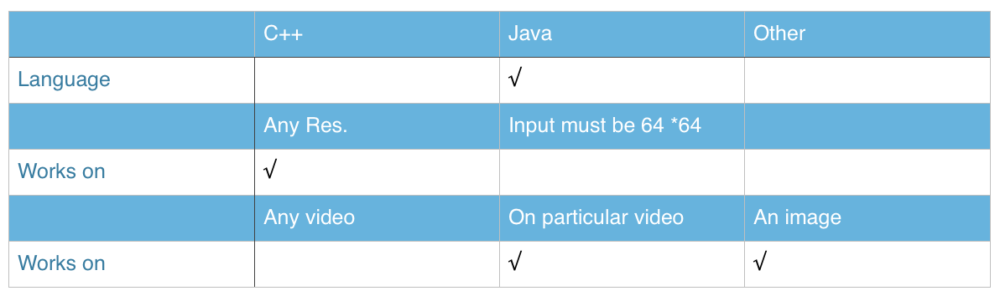 C++ Java Other
Language √
Any Res. Input must be 64 *64
Works on √
Any video On particular video An image
Works on √ √